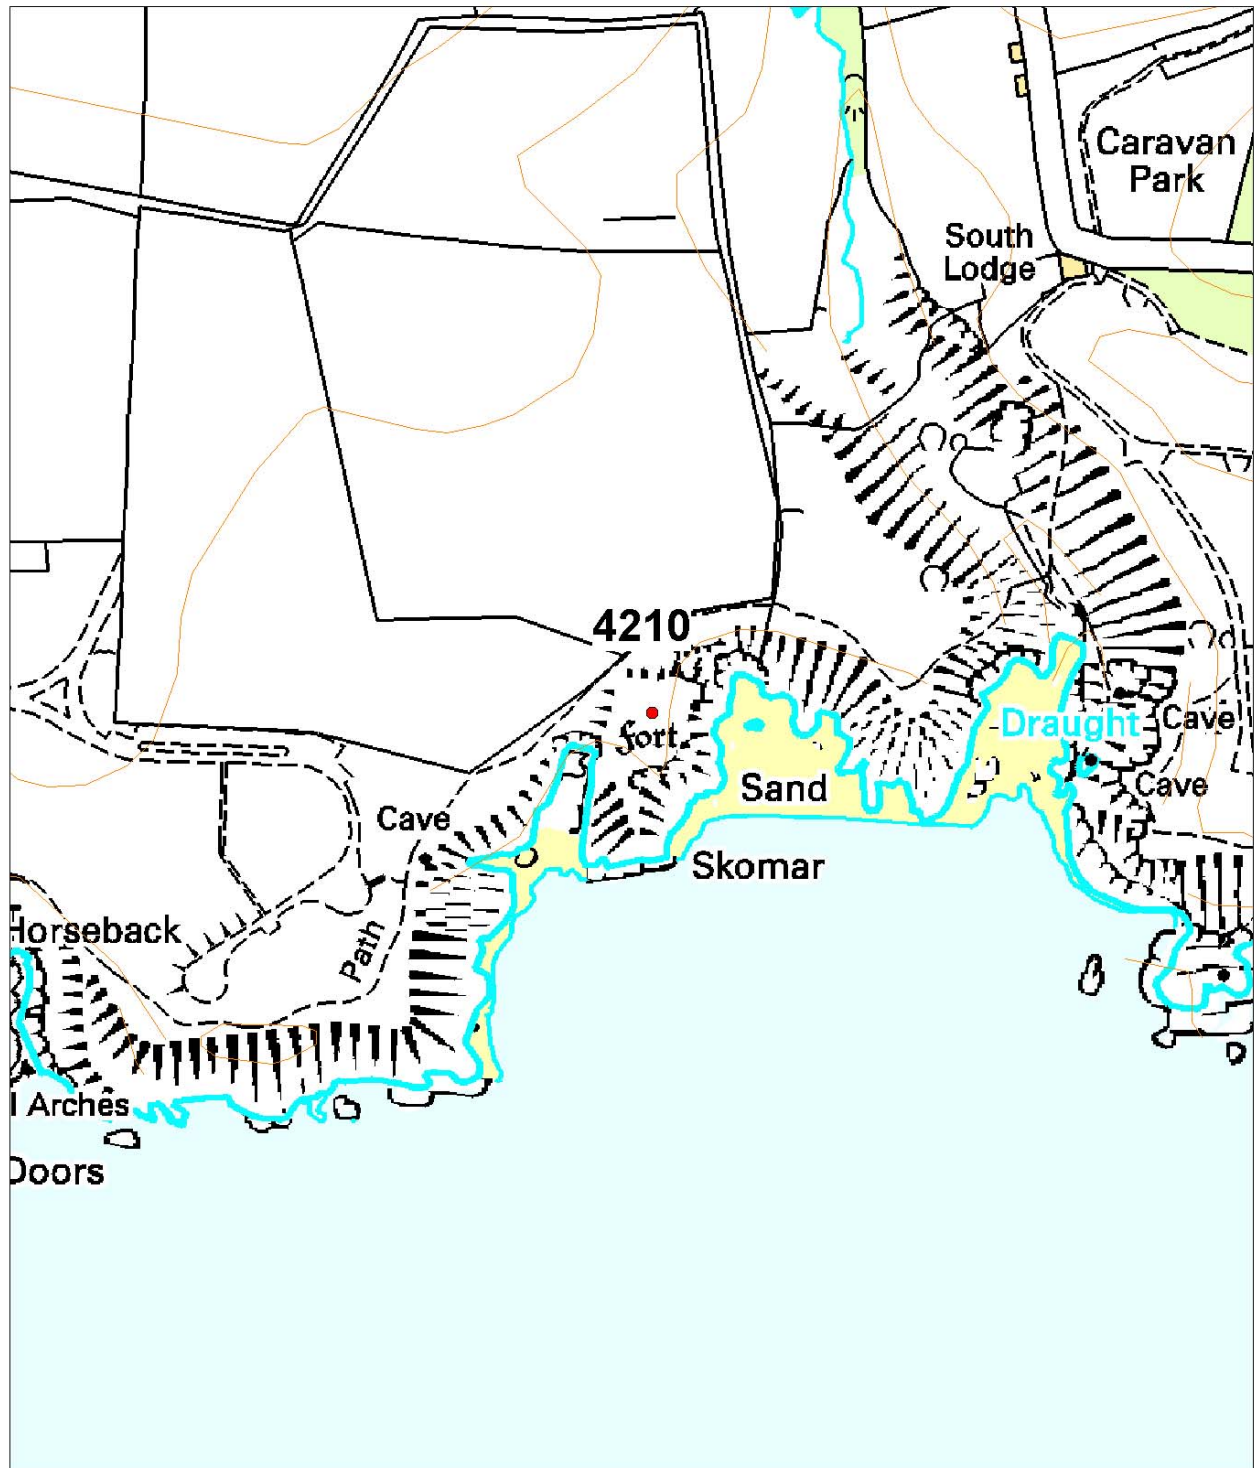 Caravan
Park
South
Lodge
4210
fort
Draught
Cave
Sand
Cave
Cave
Skomar
Horseback
Path
l Arches
Doors